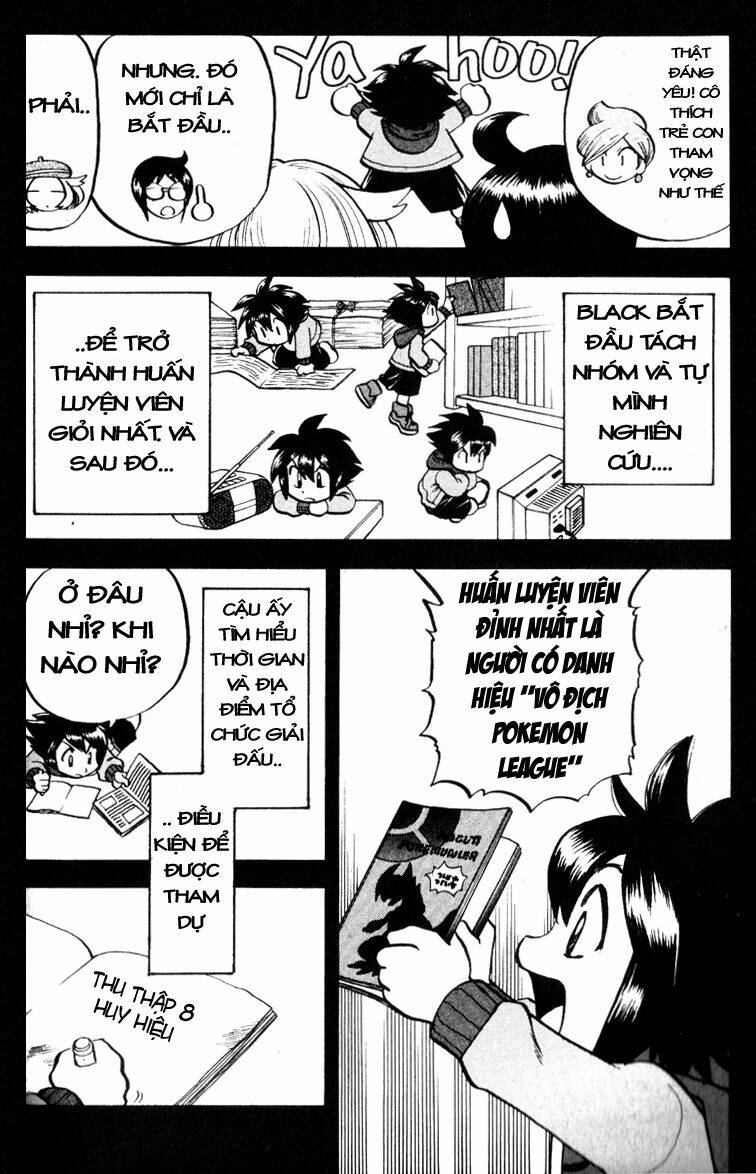 THẬT
ĐÁNG
YÊU! CÔ
THÍCH
TRẺ CON
THAM
VỌNG
NHƯ THẾ
Yahoo!
NHƯNG. ĐÓ
MỚI CHỈ LÀ
BẮT ĐẦU..
PHẢI..
BLACK BẮT
ĐẦU TÁCH
NHÓM VÀ TỰ
MÌNH
NGHIÊN
CỨU....
..ĐỂ TRỞ
THÀNH HUẤN
LUYỆN VIÊN
GIỎI NHẤT. VÀ
SAU ĐÓ...
HUẤN LUYỆN VIÊN
ĐỈNH NHẤT LÀ
NGƯỜI CÓ DANH
HIỆU "VÔ ĐỊCH
POKEMON
LEAGUE"
Ở ĐÂU
NHỈ? KHI
NÀO NHỈ?
CẬU ẤY
TÌM HIỂU
THỜI GIAN
VÀ ĐỊA
ĐIỂM TỔ
CHỨC GIẢI
ĐẤU..
.. ĐIỀU
KIỆN ĐỂ
ĐƯỢC
THAM
DỰ
THU THẬP 8
HUY HIỆU